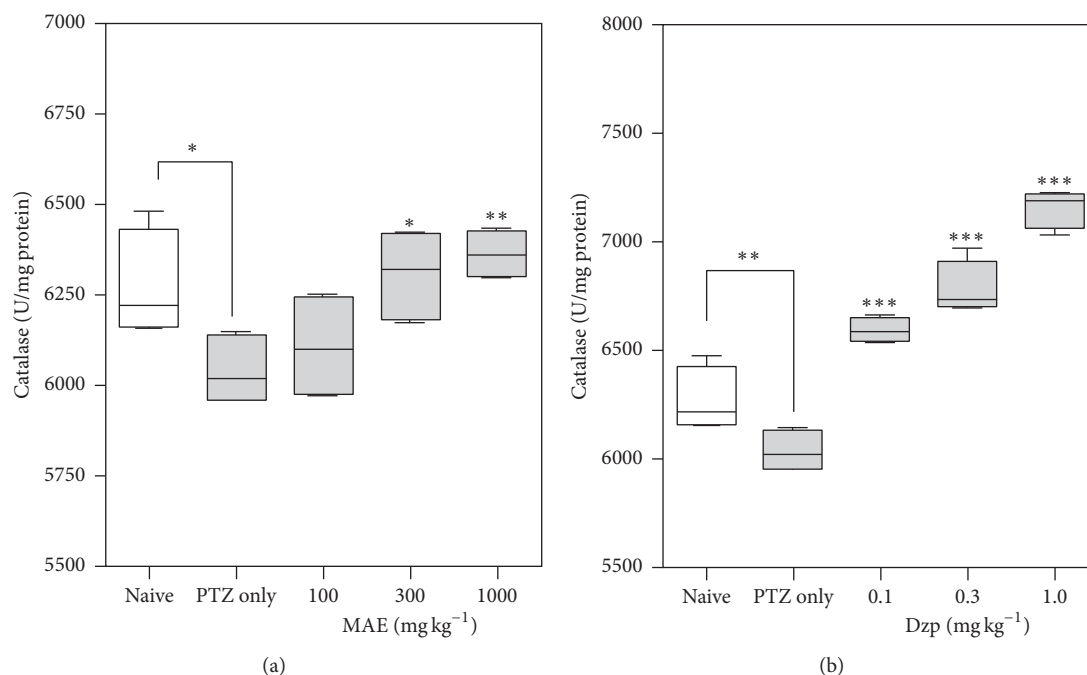 7000
6750
6500
6250
6000
5750
5500
Catalase (U/mg protein)
*
*
**
Naive PTZ only 100 300 1000
MAE (mg kg⁻¹)
(a)
8000
7500
7000
6500
6000
5500
Catalase (U/mg protein)
**
***
***
***
Naive PTZ only 0.1 0.3 1.0
Dzp (mg kg⁻¹)
(b)